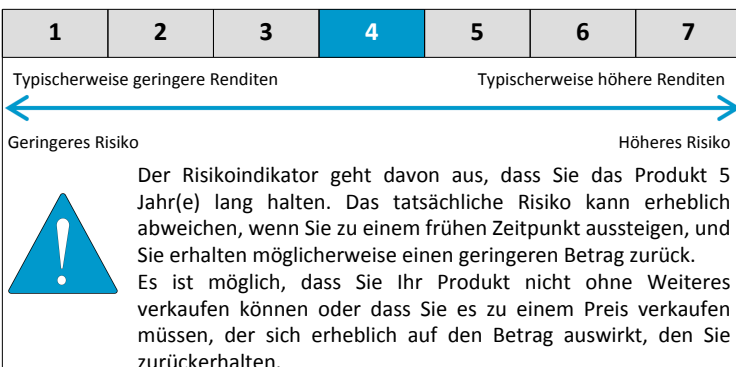 1 2 3 4 5 6 7
Typischerweise geringere Renditen Typischerweise höhere Renditen
Geringeres Risiko Höheres Risiko
Der Risikoindikator geht davon aus, dass Sie das Produkt 5
Jahr(e) lang halten. Das tatsächliche Risiko kann erheblich
abweichen, wenn Sie zu einem frühen Zeitpunkt aussteigen, und
Sie erhalten möglicherweise einen geringeren Betrag zurück.
Es ist möglich, dass Sie Ihr Produkt nicht ohne Weiteres
verkaufen können oder dass Sie es zu einem Preis verkaufen
müssen, der sich erheblich auf den Betrag auswirkt, den Sie
zurückerhalten.